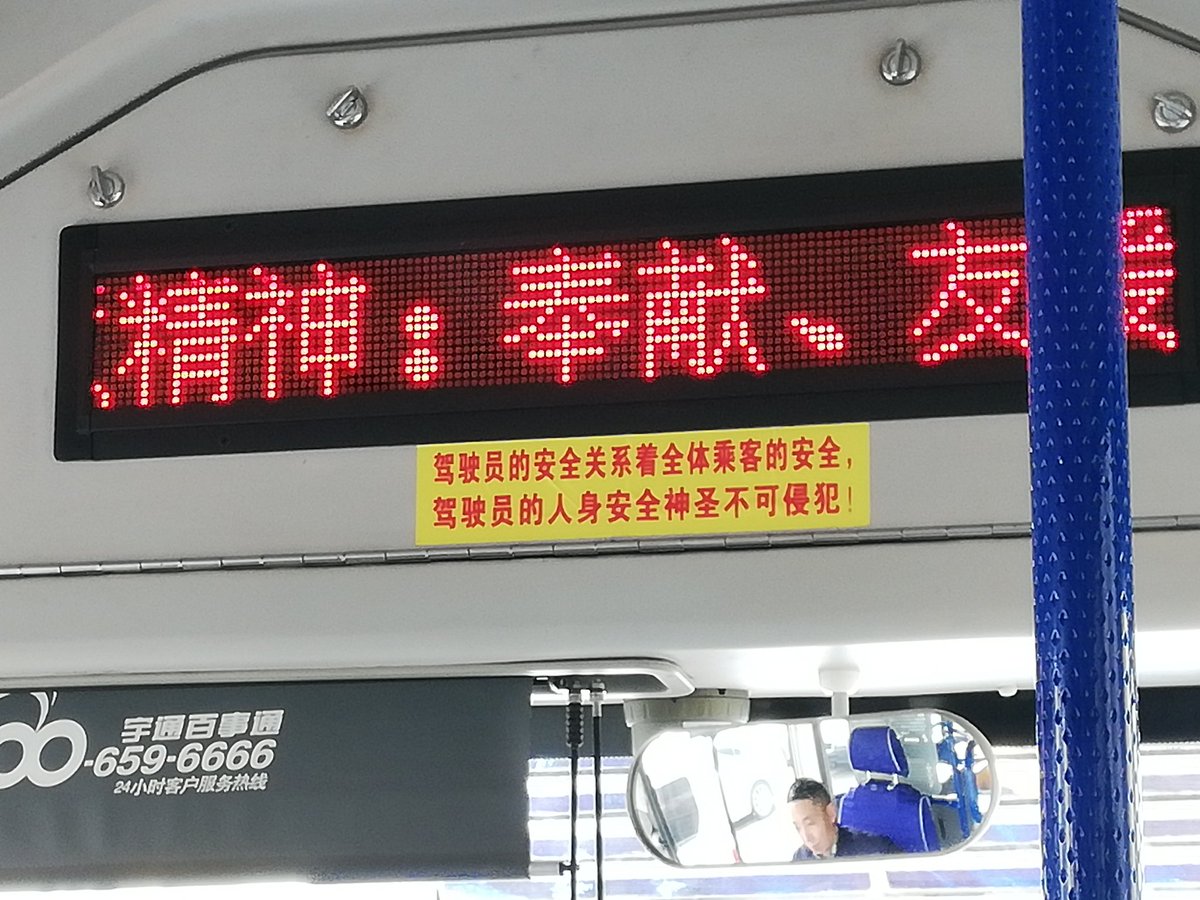 精神：奉献、友
驾驶员的安全关系着全体乘客的安全，
驾驶员的人身安全神圣不可侵犯！
宇通百事通
-659-6666
24小时客户服务热线